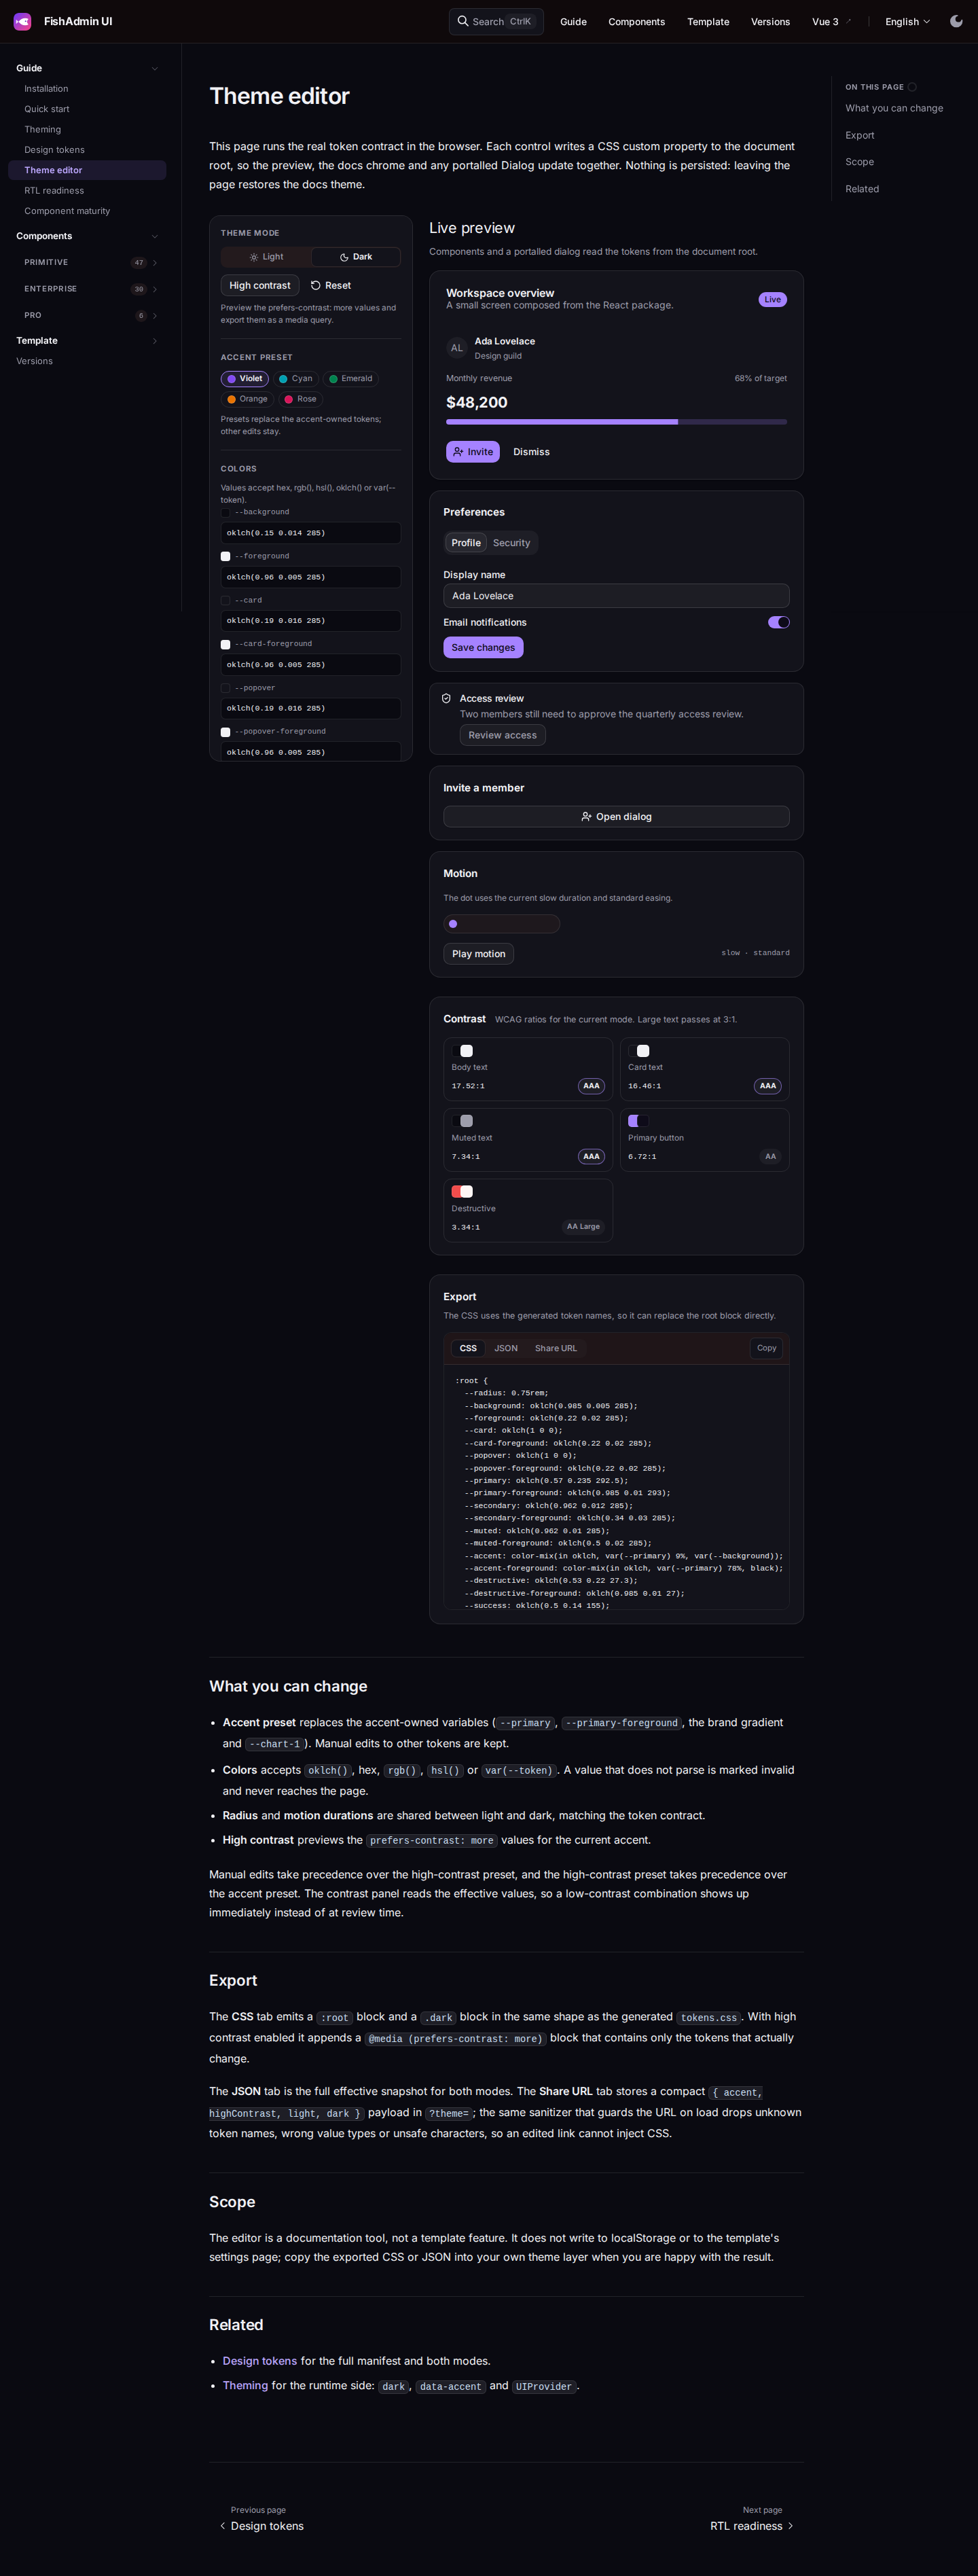 FishAdmin UI
Search CtrlK
Guide
Components
Template
Versions
Vue 3
English
Guide
Installation
Quick start
Theming
Design tokens
Theme editor
RTL readiness
Component maturity
Components
PRIMITIVE 47
ENTERPRISE 30
PRO 6
Template
Versions
Theme editor
This page runs the real token contract in the browser. Each control writes a CSS custom property to the document
root, so the preview, the docs chrome and any portalled Dialog update together. Nothing is persisted: leaving the
page restores the docs theme.
ON THIS PAGE
What you can change
Export
Scope
Related
THEME MODE
Light Dark
High contrast Reset
Preview the prefers-contrast: more values and
export them as a media query.
ACCENT PRESET
Violet Cyan Emerald
Orange Rose
Presets replace the accent-owned tokens;
other edits stay.
COLORS
Values accept hex, rgb(), hsl(), oklch() or var(--
token).
--background
oklch(0.15 0.014 285)
--foreground
oklch(0.96 0.005 285)
--card
oklch(0.19 0.016 285)
--card-foreground
oklch(0.96 0.005 285)
--popover
oklch(0.19 0.016 285)
--popover-foreground
oklch(0.96 0.005 285)
Live preview
Components and a portalled dialog read the tokens from the document root.
Workspace overview
A small screen composed from the React package.
Live
AL
Ada Lovelace
Design guild
Monthly revenue 68% of target
$48,200
Invite Dismiss
Preferences
Profile Security
Display name
Ada Lovelace
Email notifications
Save changes
Access review
Two members still need to approve the quarterly access review.
Review access
Invite a member
Open dialog
Motion
The dot uses the current slow duration and standard easing.
Play motion slow · standard
Contrast WCAG ratios for the current mode. Large text passes at 3:1.
Body text
17.52:1 AAA
Card text
16.46:1 AAA
Muted text
7.34:1 AAA
Primary button
6.72:1 AA
Destructive
3.34:1 AA Large
Export
The CSS uses the generated token names, so it can replace the root block directly.
CSS JSON Share URL Copy
:root {
--radius: 0.75rem;
--background: oklch(0.985 0.005 285);
--foreground: oklch(0.22 0.02 285);
--card: oklch(1 0 0);
--card-foreground: oklch(0.22 0.02 285);
--popover: oklch(1 0 0);
--popover-foreground: oklch(0.22 0.02 285);
--primary: oklch(0.57 0.235 292.5);
--primary-foreground: oklch(0.985 0.01 293);
--secondary: oklch(0.962 0.012 285);
--secondary-foreground: oklch(0.34 0.03 285);
--muted: oklch(0.962 0.01 285);
--muted-foreground: oklch(0.5 0.02 285);
--accent: color-mix(in oklch, var(--primary) 9%, var(--background));
--accent-foreground: color-mix(in oklch, var(--primary) 78%, black);
--destructive: oklch(0.53 0.22 27.3);
--destructive-foreground: oklch(0.985 0.01 27);
--success: oklch(0.5 0.14 155);
What you can change
• Accent preset replaces the accent-owned variables (--primary, --primary-foreground, the brand gradient
and --chart-1). Manual edits to other tokens are kept.
• Colors accepts oklch(), hex, rgb(), hsl() or var(--token). A value that does not parse is marked invalid
and never reaches the page.
• Radius and motion durations are shared between light and dark, matching the token contract.
• High contrast previews the prefers-contrast: more values for the current accent.
Manual edits take precedence over the high-contrast preset, and the high-contrast preset takes precedence over
the accent preset. The contrast panel reads the effective values, so a low-contrast combination shows up
immediately instead of at review time.
Export
The CSS tab emits a :root block and a .dark block in the same shape as the generated tokens.css. With high
contrast enabled it appends a @media (prefers-contrast: more) block that contains only the tokens that actually
change.
The JSON tab is the full effective snapshot for both modes. The Share URL tab stores a compact { accent,
highContrast, light, dark } payload in ?theme=; the same sanitizer that guards the URL on load drops unknown
token names, wrong value types or unsafe characters, so an edited link cannot inject CSS.
Scope
The editor is a documentation tool, not a template feature. It does not write to localStorage or to the template's
settings page; copy the exported CSS or JSON into your own theme layer when you are happy with the result.
Related
• Design tokens for the full manifest and both modes.
• Theming for the runtime side: dark, data-accent and UIProvider.
Previous page
Design tokens
Next page
RTL readiness